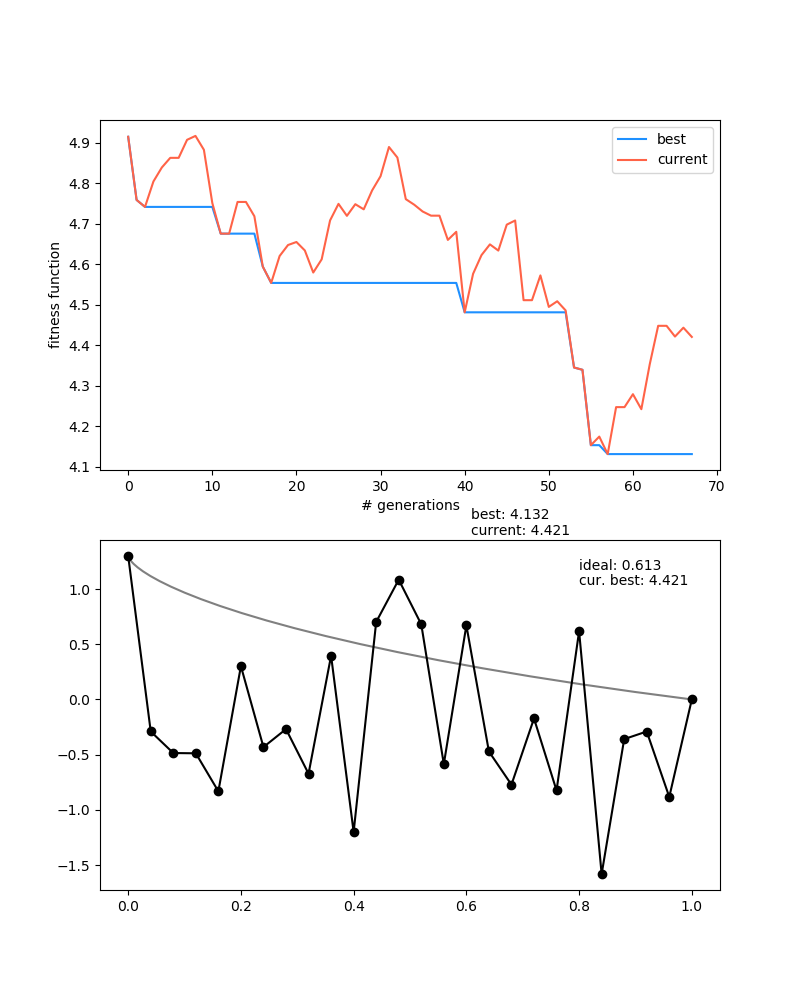 4.9
4.8
4.7
4.6
4.5
4.4
4.3
4.2
4.1
fitness function
best
current
0 10 20 30 40 50 60 70
# generations
best: 4.132
current: 4.421
ideal: 0.613
cur. best: 4.421
1.0
0.5
0.0
−0.5
−1.0
−1.5
0.0 0.2 0.4 0.6 0.8 1.0